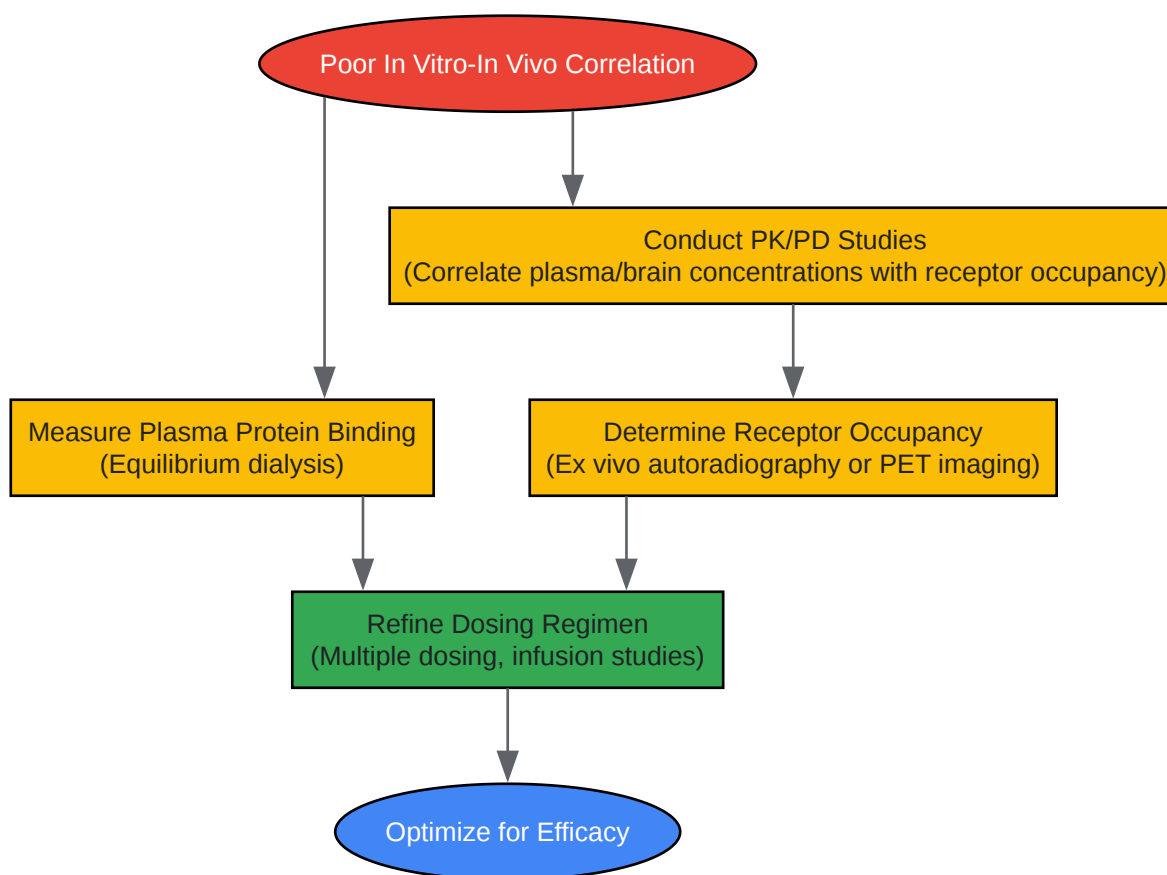 Poor In Vitro-In Vivo Correlation
Conduct PK/PD Studies
(Correlate plasma/brain concentrations with receptor occupancy)
Measure Plasma Protein Binding
(Equilibrium dialysis)
Determine Receptor Occupancy
(Ex vivo autoradiography or PET imaging)
Refine Dosing Regimen
(Multiple dosing, infusion studies)
Optimize for Efficacy